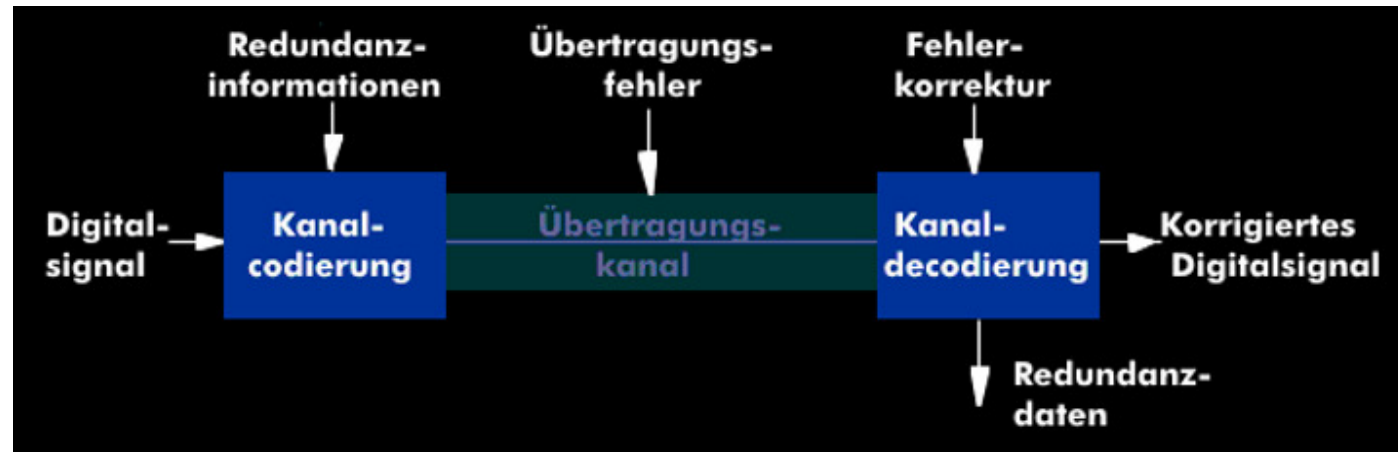 Redundanz-
informationen
Übertragungs-
fehler
Fehler-
korrektur
Digital-
signal
Kanal-
codierung
Übertragungs-
kanal
Kanal-
decodierung
Korrigiertes
Digitalsignal
Redundanz-
daten